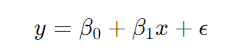 y = β₀ + β₁x + ϵ